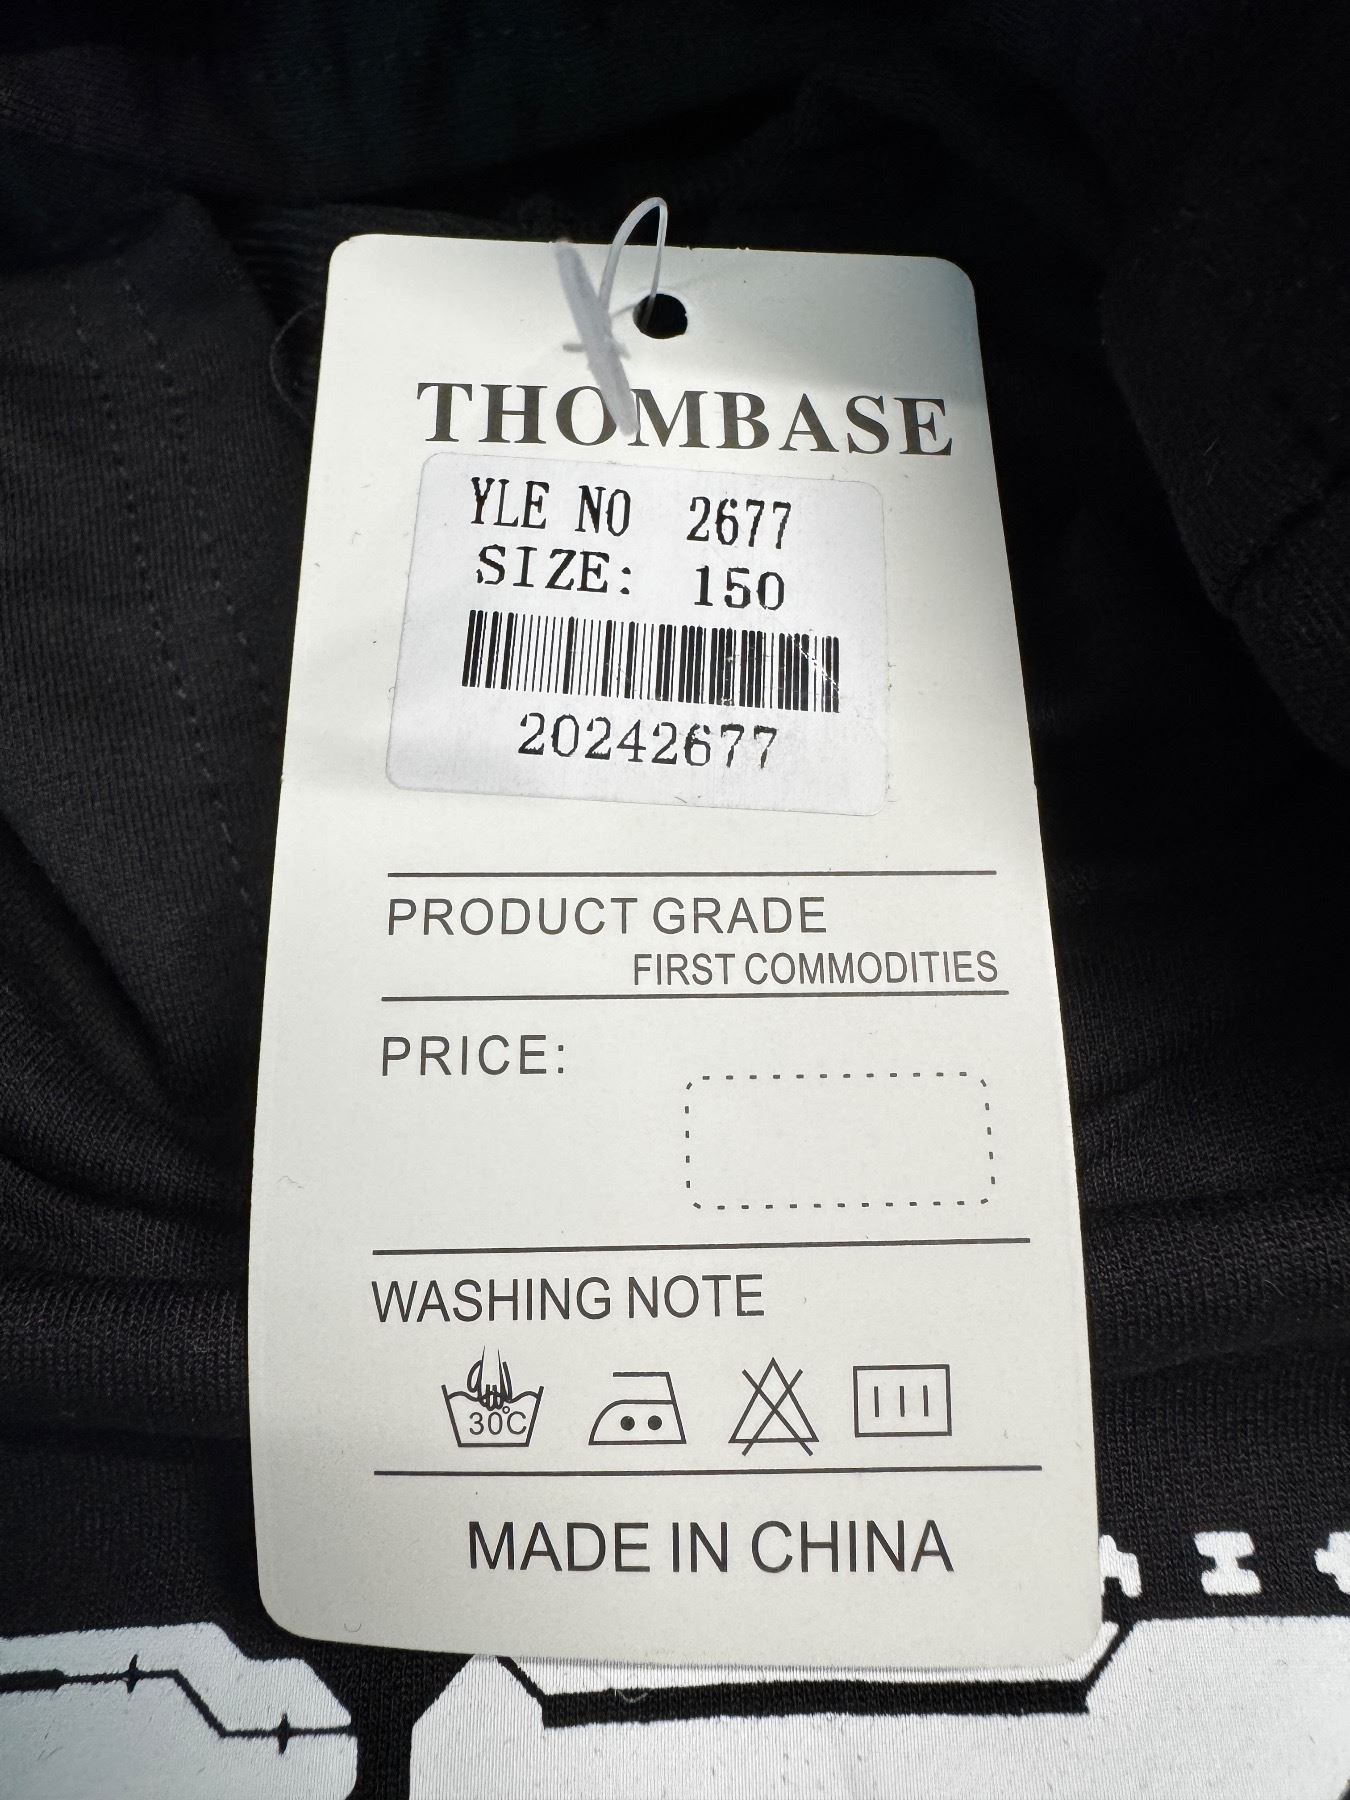 THOMBASE
YLE NO 2677
SIZE: 150
20242677
PRODUCT GRADE
FIRST COMMODITIES
PRICE:
WASHING NOTE
30℃
MADE IN CHINA